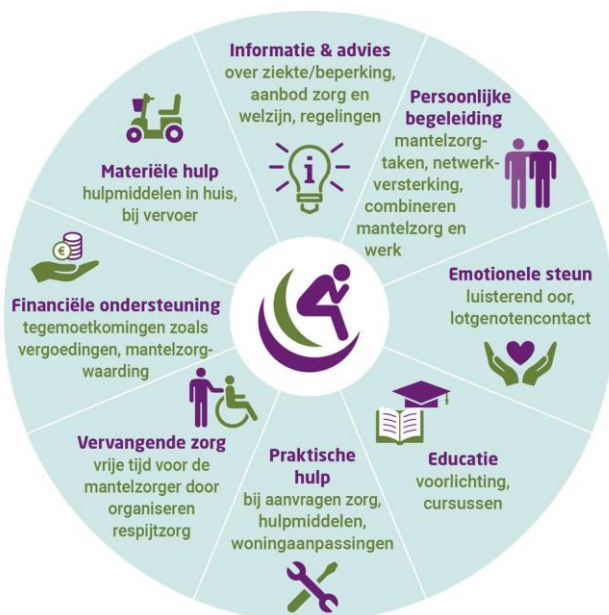 Informatie & advies
over ziekte/beperking,
aanbod zorg en
welzijn, regelingen
i
Persoonlijke
begeleiding
mantelzorg-
taken, netwerk-
versterking,
combineren
mantelzorg en
werk
Emotionele steun
luisterend oor,
lotgenotencontact
Educatie
voorlichting,
cursussen
Praktische
hulp
bij aanvragen zorg,
hulpmiddelen,
woningaanpassingen
Vervangende zorg
vrije tijd voor de
mantelzorger door
organiseren
respijtzorg
€
Financiële ondersteuning
tegemoetkomingen zoals
vergoedingen, mantelzorg-
waarding
Materiële hulp
hulpmiddelen in huis,
bij vervoer